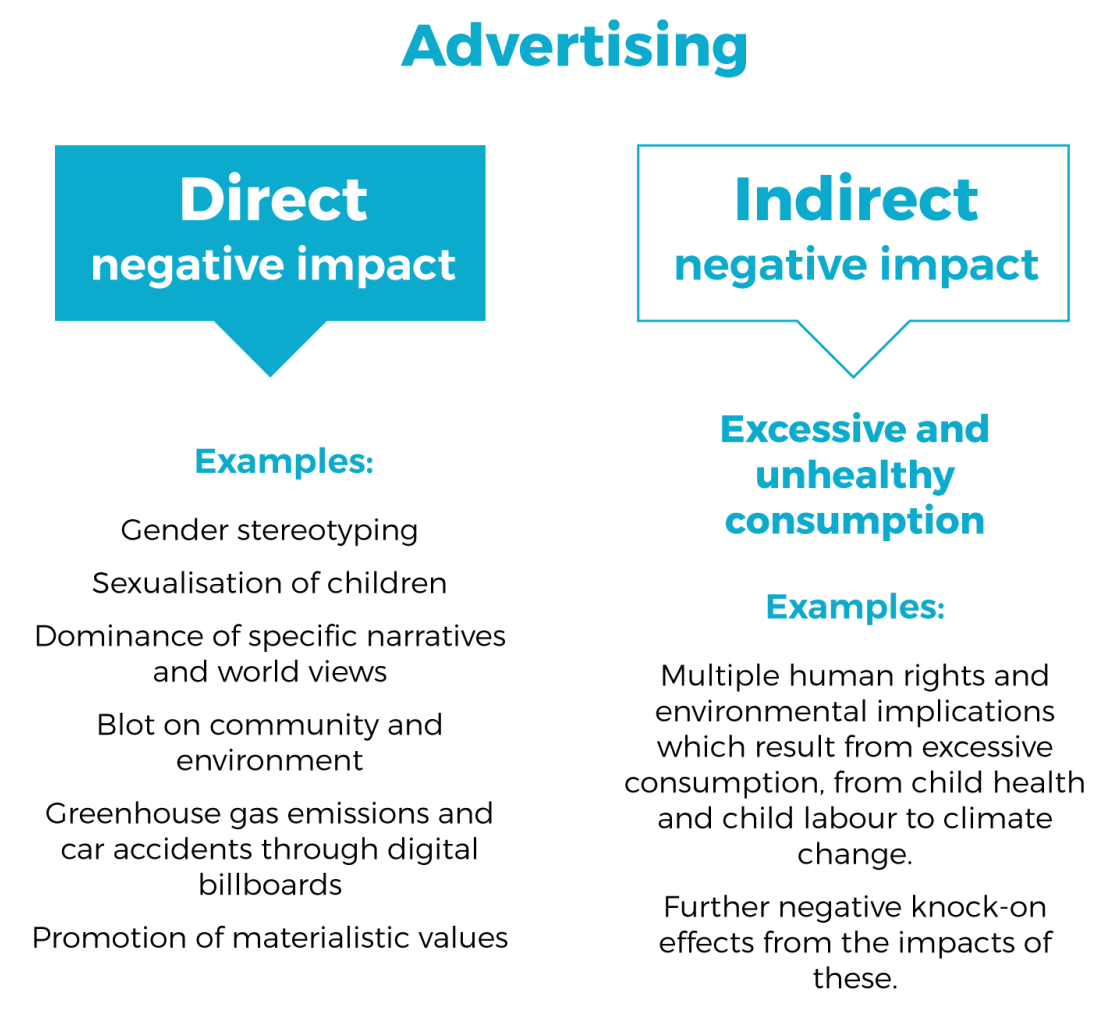 Advertising
Direct
negative impact
Examples:
Gender stereotyping
Sexualisation of children
Dominance of specific narratives
and world views
Blot on community and
environment
Greenhouse gas emissions and
car accidents through digital
billboards
Promotion of materialistic values
Indirect
negative impact
Excessive and
unhealthy
consumption
Examples:
Multiple human rights and
environmental implications
which result from excessive
consumption, from child health
and child labour to climate
change.
Further negative knock-on
effects from the impacts of
these.